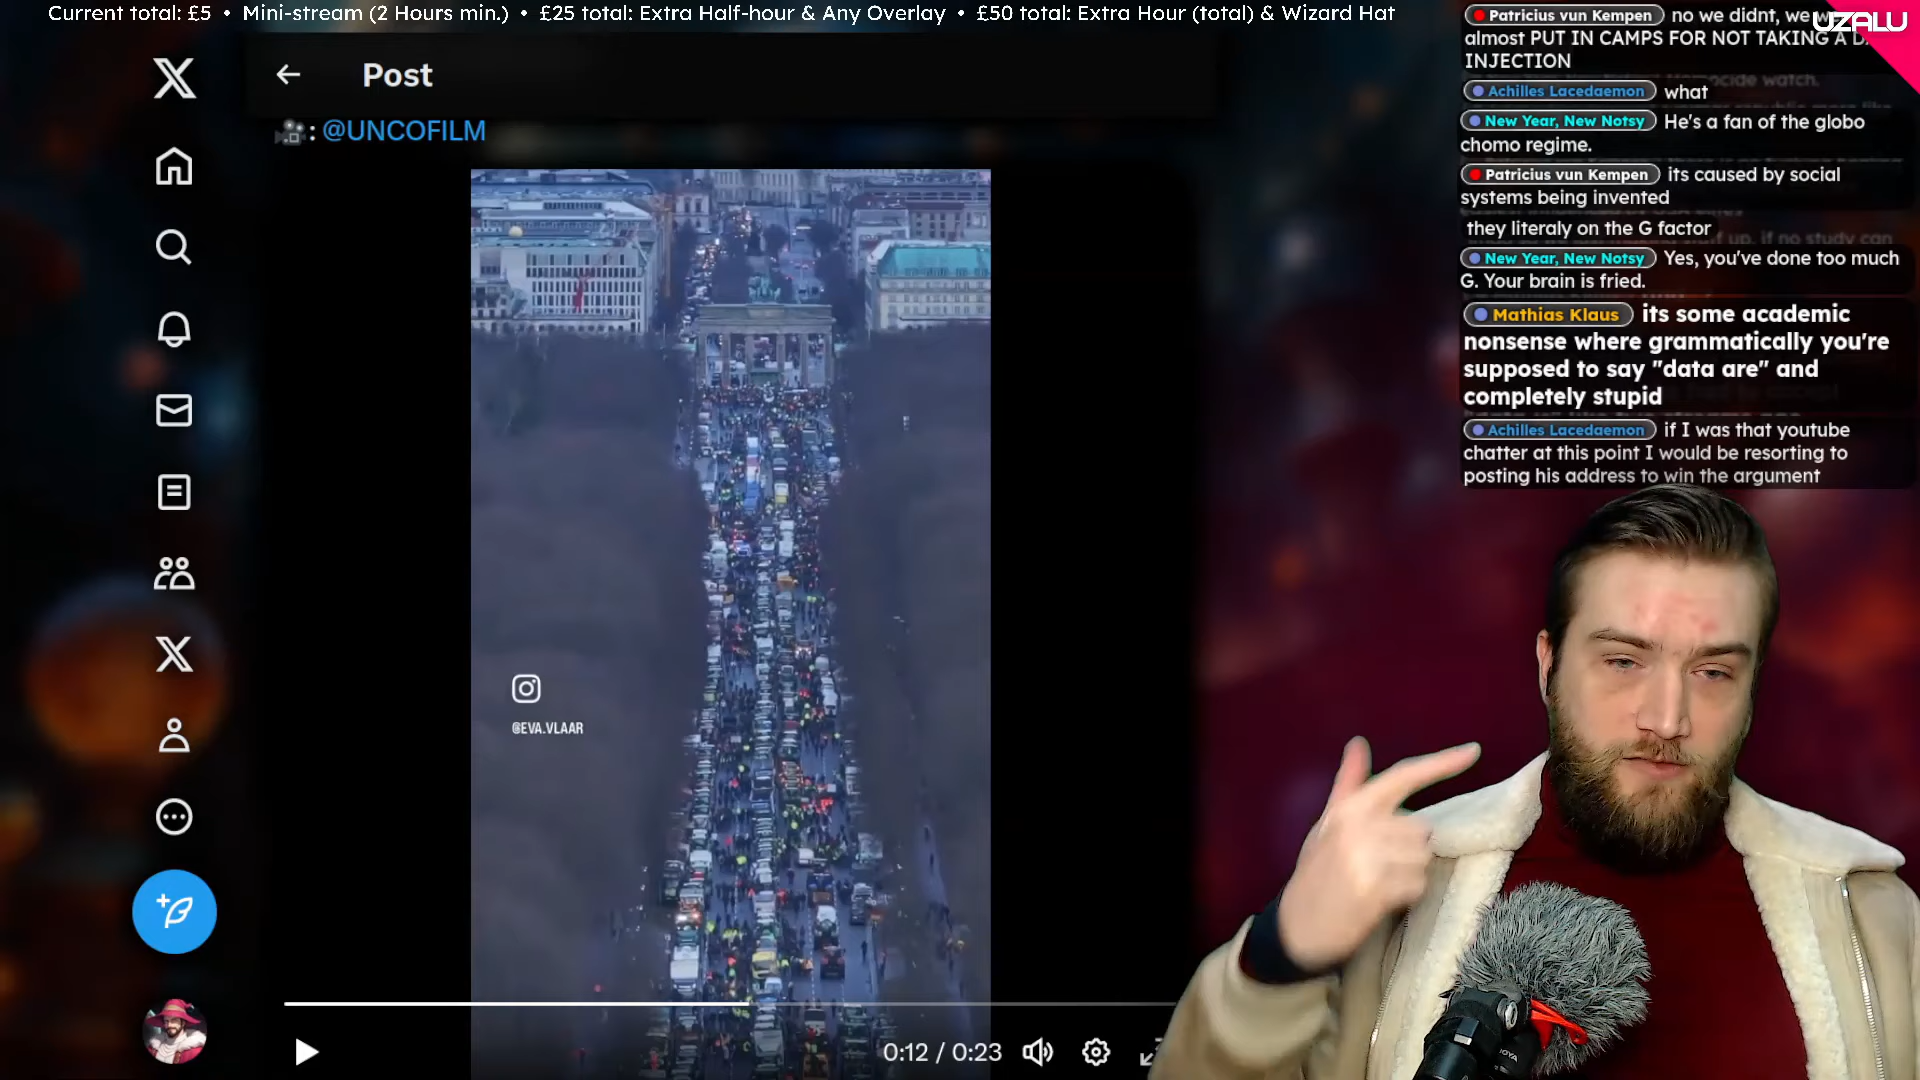 Current total: £5 • Mini-stream (2 Hours min.) • £25 total: Extra Half-hour & Any Overlay • £50 total: Extra Hour (total) & Wizard Hat
UZALU
Post
: @UNCOFILM
@EVA.VLAAR
0:12 / 0:23
Patricius vun Kempen no we didnt, we
almost PUT IN CAMPS FOR NOT TAKING A
INJECTION
Achilles Lacedaemon what
New Year, New Notsy He's a fan of the globo
chomo regime.
Patricius vun Kempen its caused by social
systems being invented
they literaly on the G factor
New Year, New Notsy Yes, you've done too much
G. Your brain is fried.
Mathias Klaus its some academic
nonsense where grammatically you're
supposed to say "data are" and
completely stupid
Achilles Lacedaemon if I was that youtube
chatter at this point I would be resorting to
posting his address to win the argument